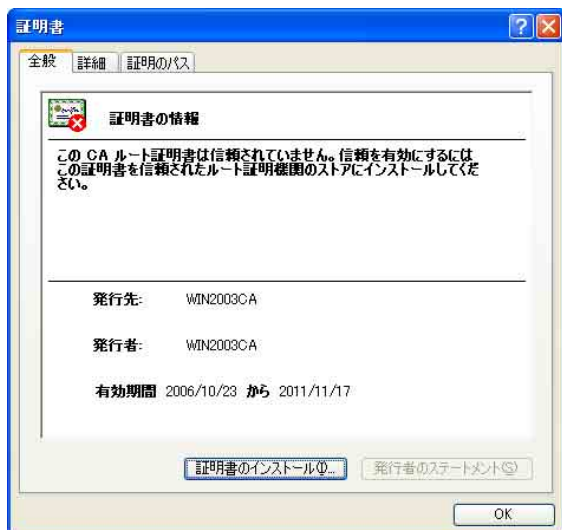 証明書
全般 詳細 証明のパス
証明書の情報
この CA ルート証明書は信頼されていません。信頼を有効にするには
この証明書を信頼されたルート証明機関のストアにインストールしてくだ
さい。
発行先: WIN2003CA
発行者: WIN2003CA
有効期間 2006/10/23 から 2011/11/17
証明書のインストール(I)... 発行者のステートメント(S)
OK